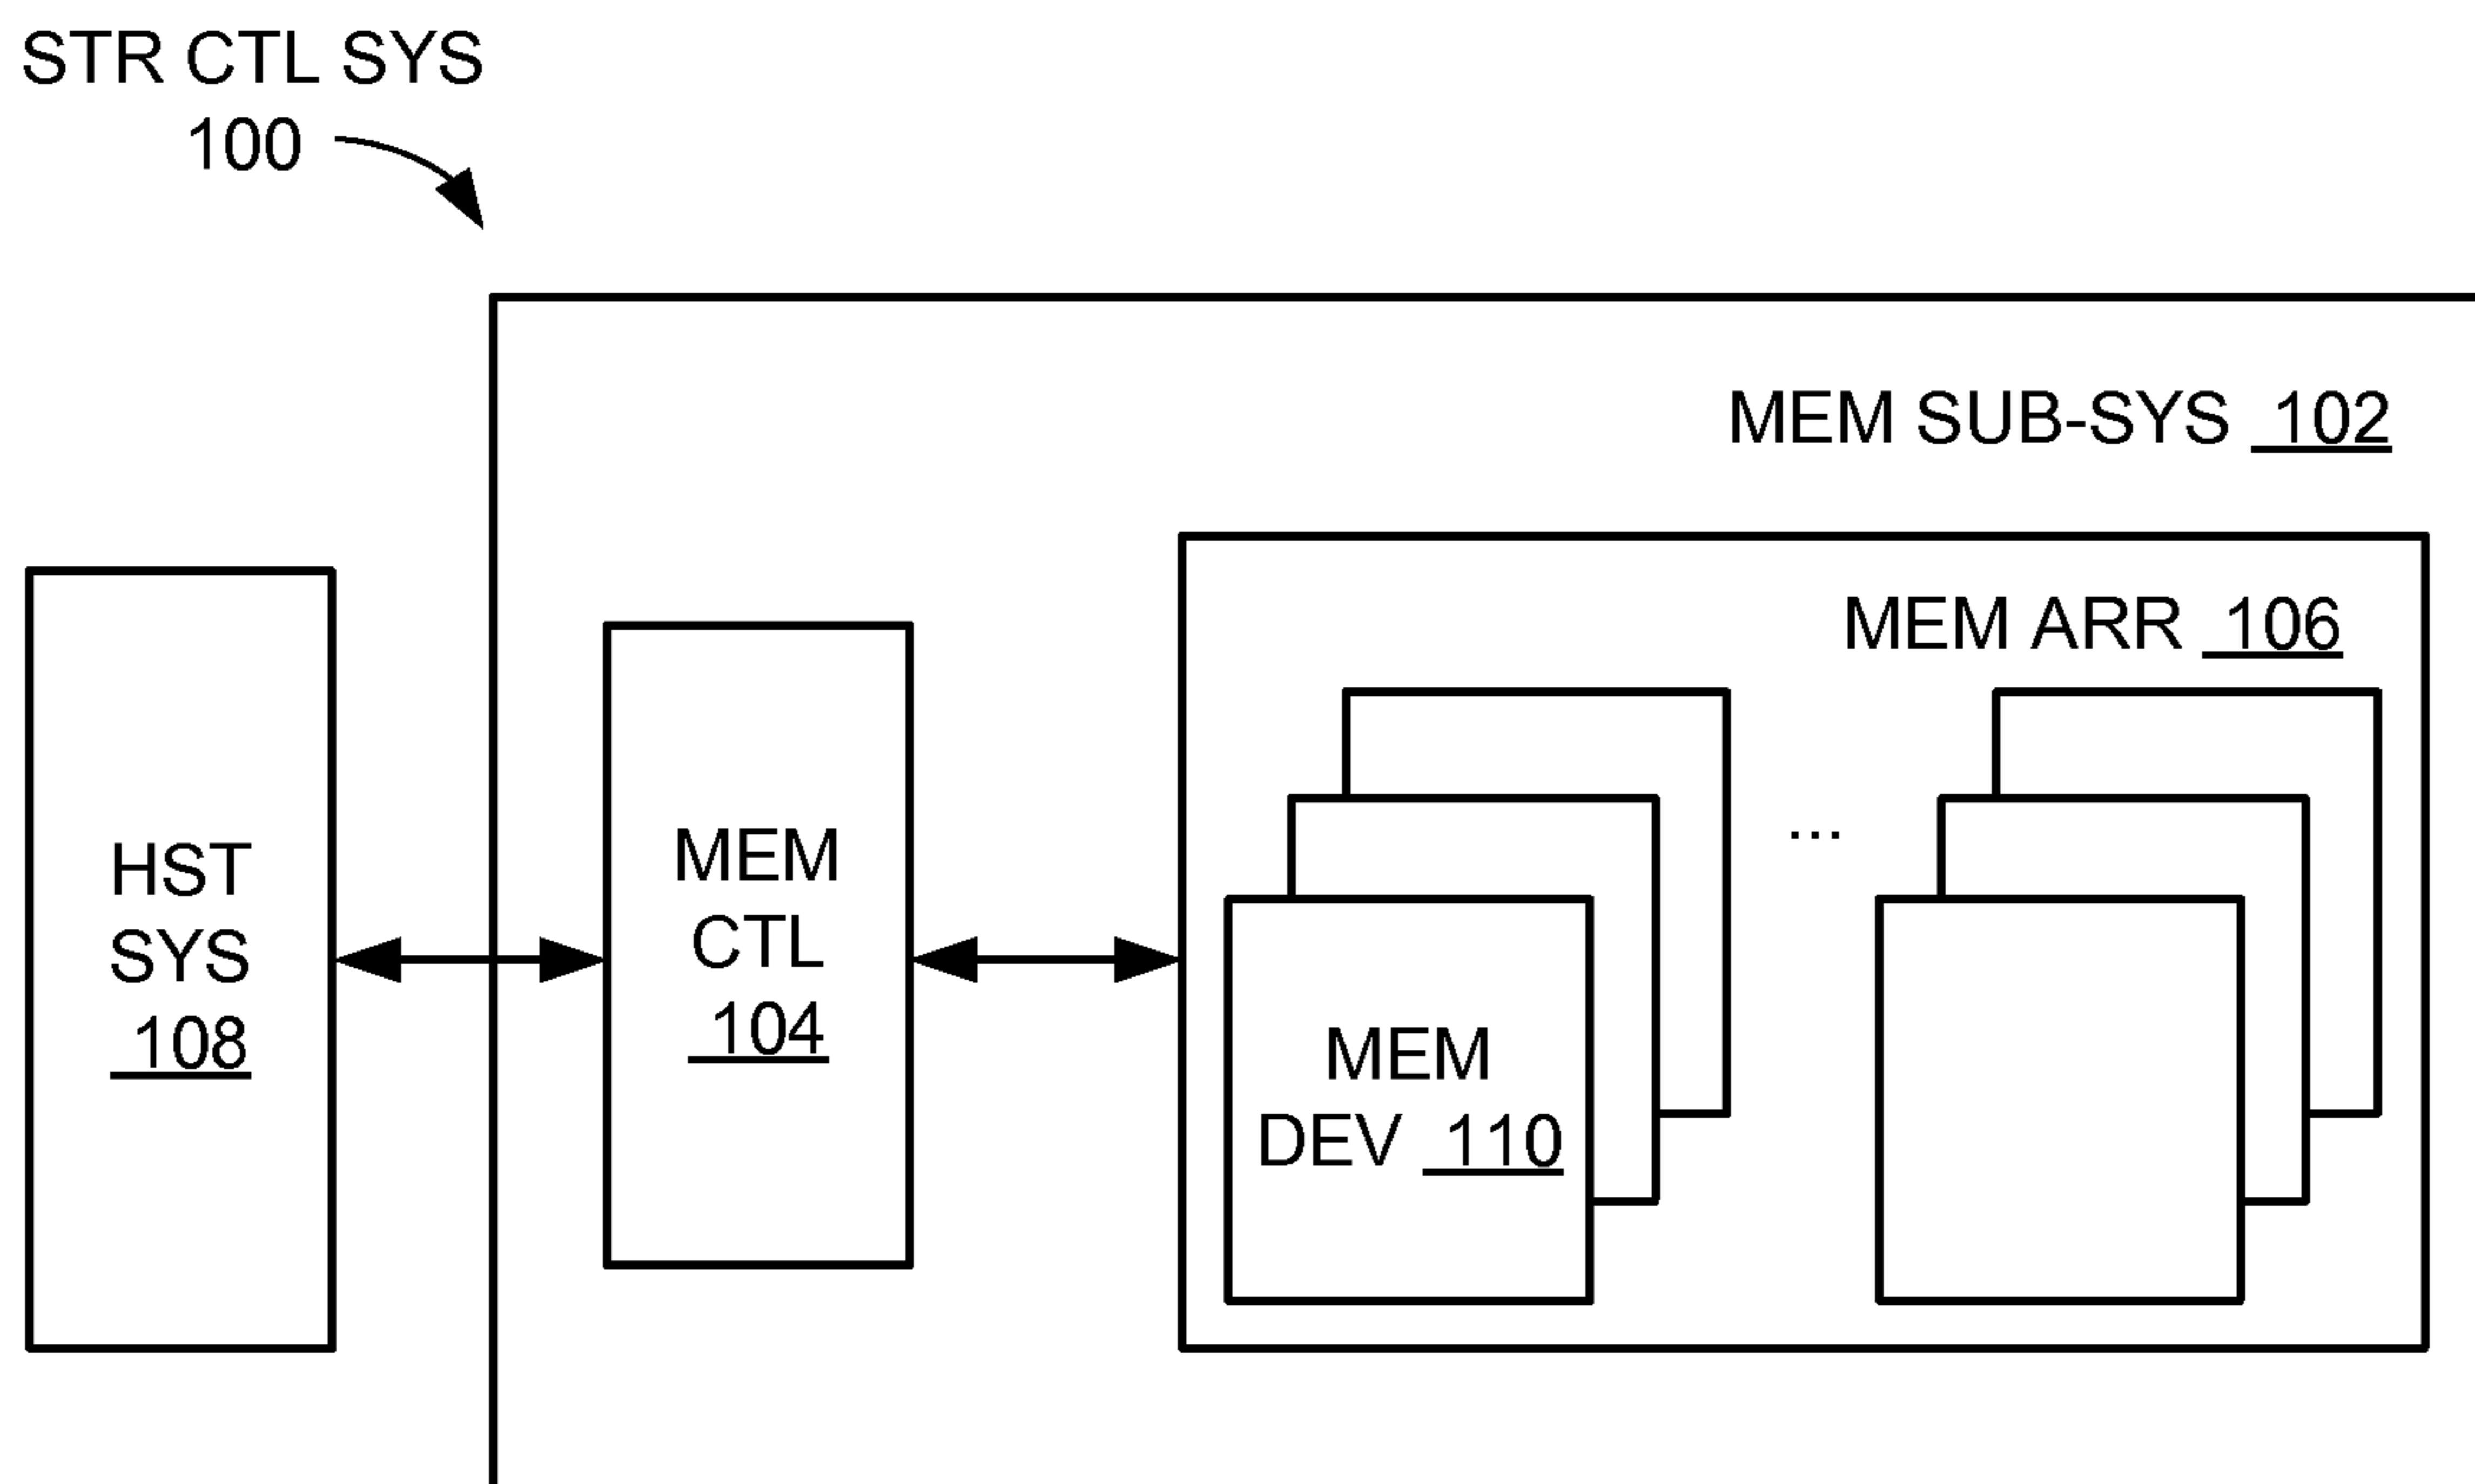 STR CTL SYS
100
MEM SUB-SYS 102
MEM ARR 106
HST
SYS
108
MEM
CTL
104
...
MEM
DEV 110